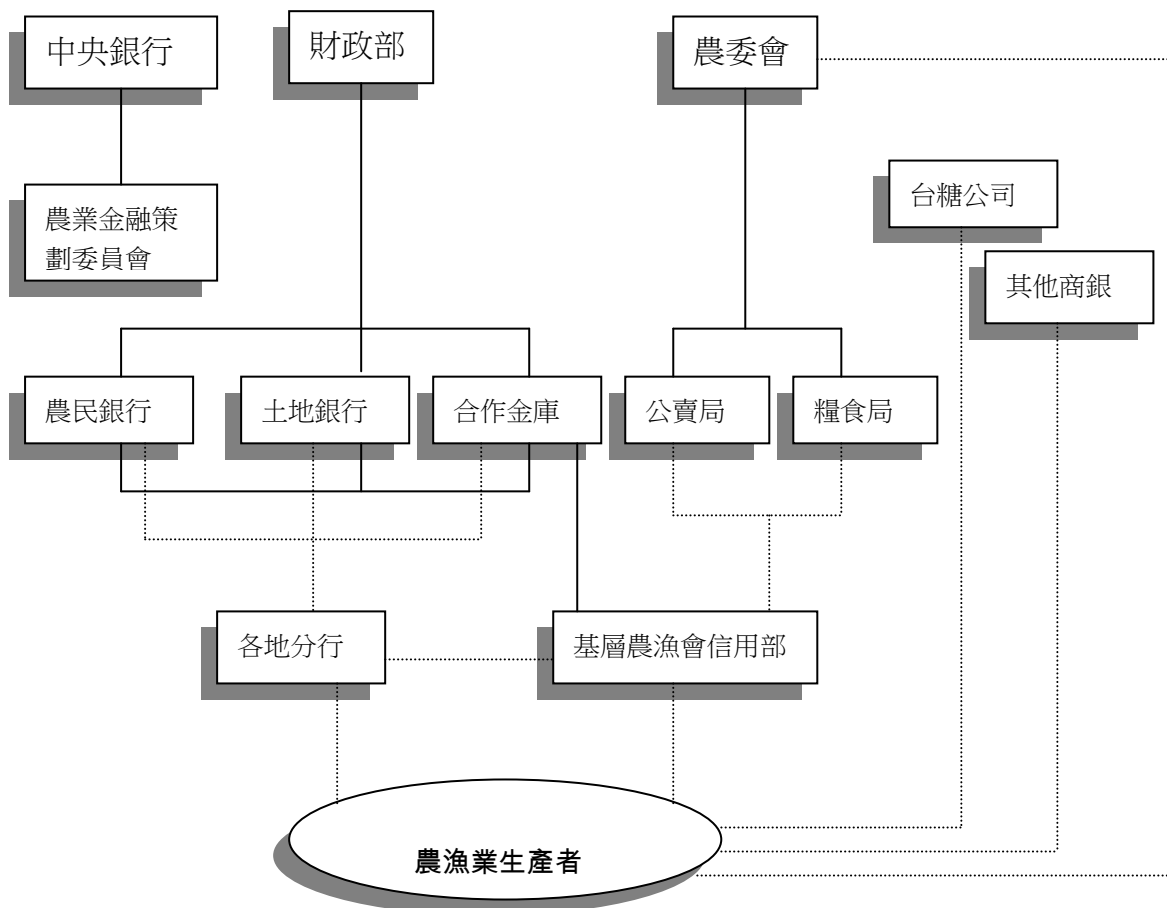 中央銀行
財政部
農委會
農業金融策
劃委員會
台糖公司
其他商銀
農民銀行
土地銀行
合作金庫
公賣局
糧食局
各地分行
基層農漁會信用部
農漁業生產者